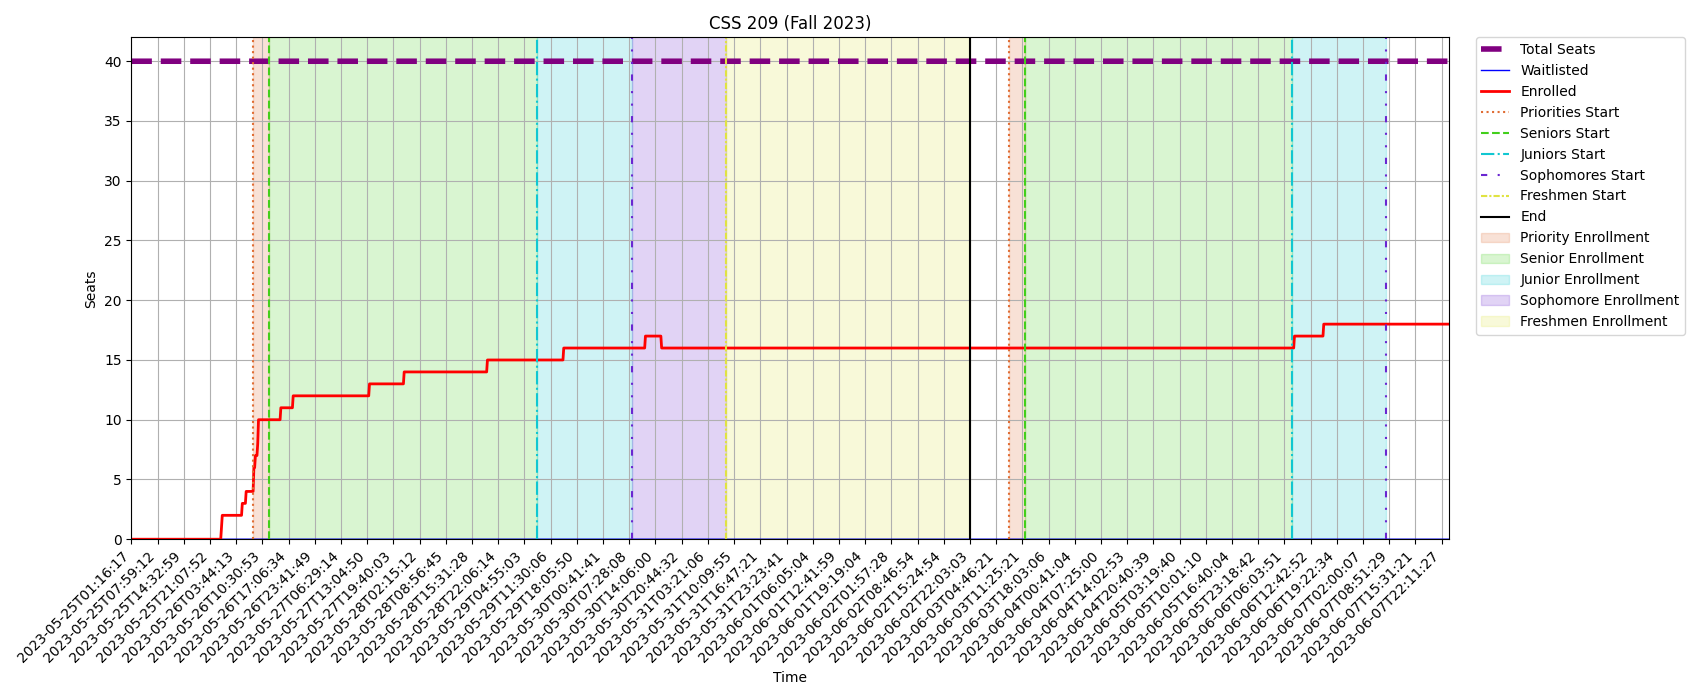 CSS 209 (Fall 2023)
Seats
40
35
30
25
20
15
10
5
0
2023-05-25T01:16:17
2023-05-25T07:59:12
2023-05-25T14:32:59
2023-05-25T21:07:52
2023-05-26T03:44:13
2023-05-26T10:30:53
2023-05-26T17:06:34
2023-05-26T23:41:49
2023-05-27T06:29:14
2023-05-27T13:04:50
2023-05-27T19:40:03
2023-05-28T02:15:12
2023-05-28T08:56:45
2023-05-28T15:31:28
2023-05-28T22:06:14
2023-05-29T04:55:03
2023-05-29T11:30:06
2023-05-29T18:05:50
2023-05-30T00:41:41
2023-05-30T07:28:08
2023-05-30T14:06:00
2023-05-30T20:44:32
2023-05-31T03:21:06
2023-05-31T10:09:55
2023-05-31T16:47:21
2023-05-31T23:23:41
2023-06-01T06:05:04
2023-06-01T12:41:59
2023-06-01T19:19:04
2023-06-02T01:57:28
2023-06-02T08:46:54
2023-06-02T15:24:54
2023-06-02T22:03:03
2023-06-03T04:46:21
2023-06-03T11:25:21
2023-06-03T18:03:06
2023-06-04T00:41:04
2023-06-04T07:25:00
2023-06-04T14:02:53
2023-06-04T20:40:39
2023-06-05T03:19:40
2023-06-05T10:01:10
2023-06-05T16:40:04
2023-06-05T23:18:42
2023-06-06T06:03:51
2023-06-06T12:42:52
2023-06-06T19:22:34
2023-06-07T02:00:07
2023-06-07T08:51:29
2023-06-07T15:31:21
2023-06-07T22:11:27
Time
Total Seats
Waitlisted
Enrolled
Priorities Start
Seniors Start
Juniors Start
Sophomores Start
Freshmen Start
End
Priority Enrollment
Senior Enrollment
Junior Enrollment
Sophomore Enrollment
Freshmen Enrollment